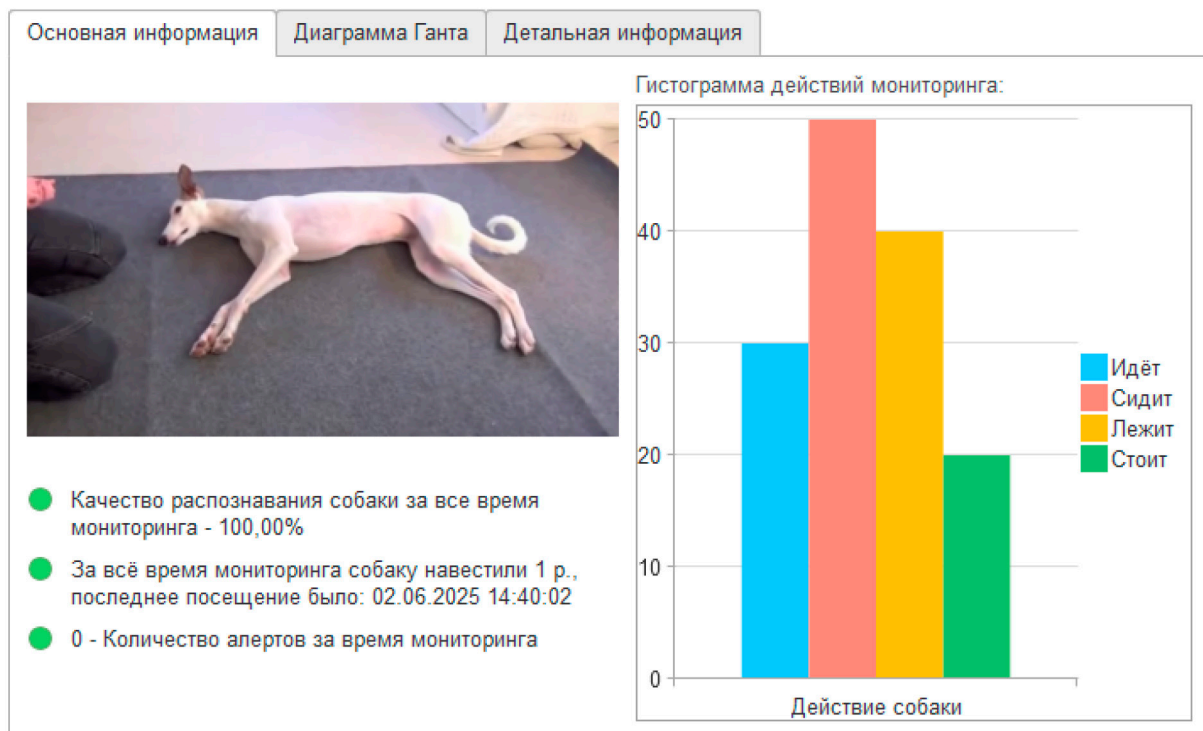 Основная информация
Диаграмма Ганта
Детальная информация
Гистограмма действий мониторинга:
50
40
30
20
10
0
Идёт
Сидит
Лежит
Стоит
Действие собаки
Качество распознавания собаки за все время
мониторинга - 100,00%
За всё время мониторинга собаку навестили 1 р.,
последнее посещение было: 02.06.2025 14:40:02
0 - Количество алертов за время мониторинга